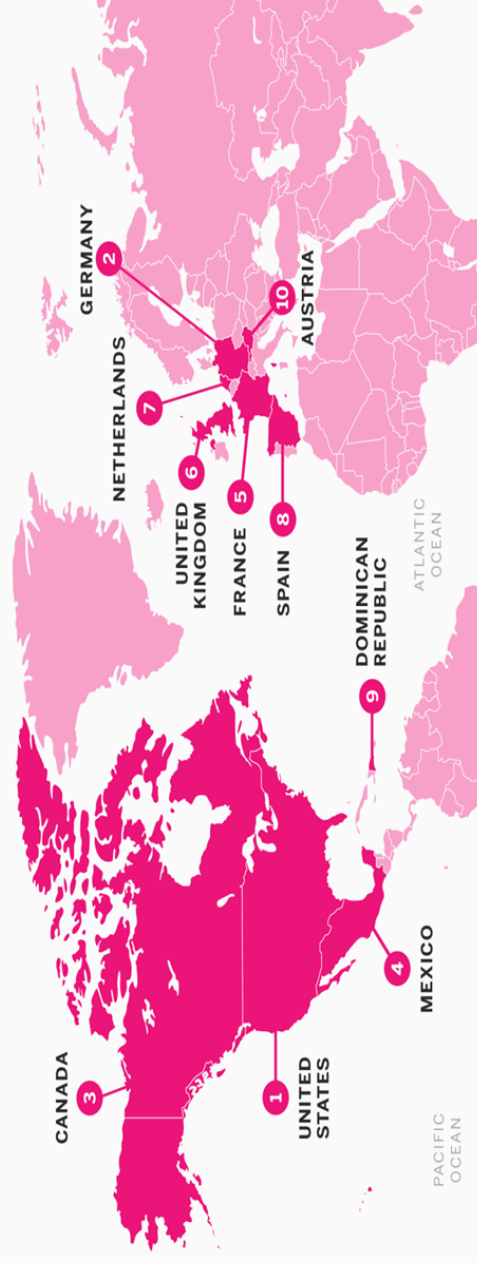 CANADA
3
UNITED
STATES
1
MEXICO
4
PACIFIC
OCEAN
DOMINICAN
REPUBLIC
9
ATLANTIC
OCEAN
UNITED
KINGDOM
6
FRANCE
5
SPAIN
8
NETHERLANDS
7
GERMANY
2
AUSTRIA
10